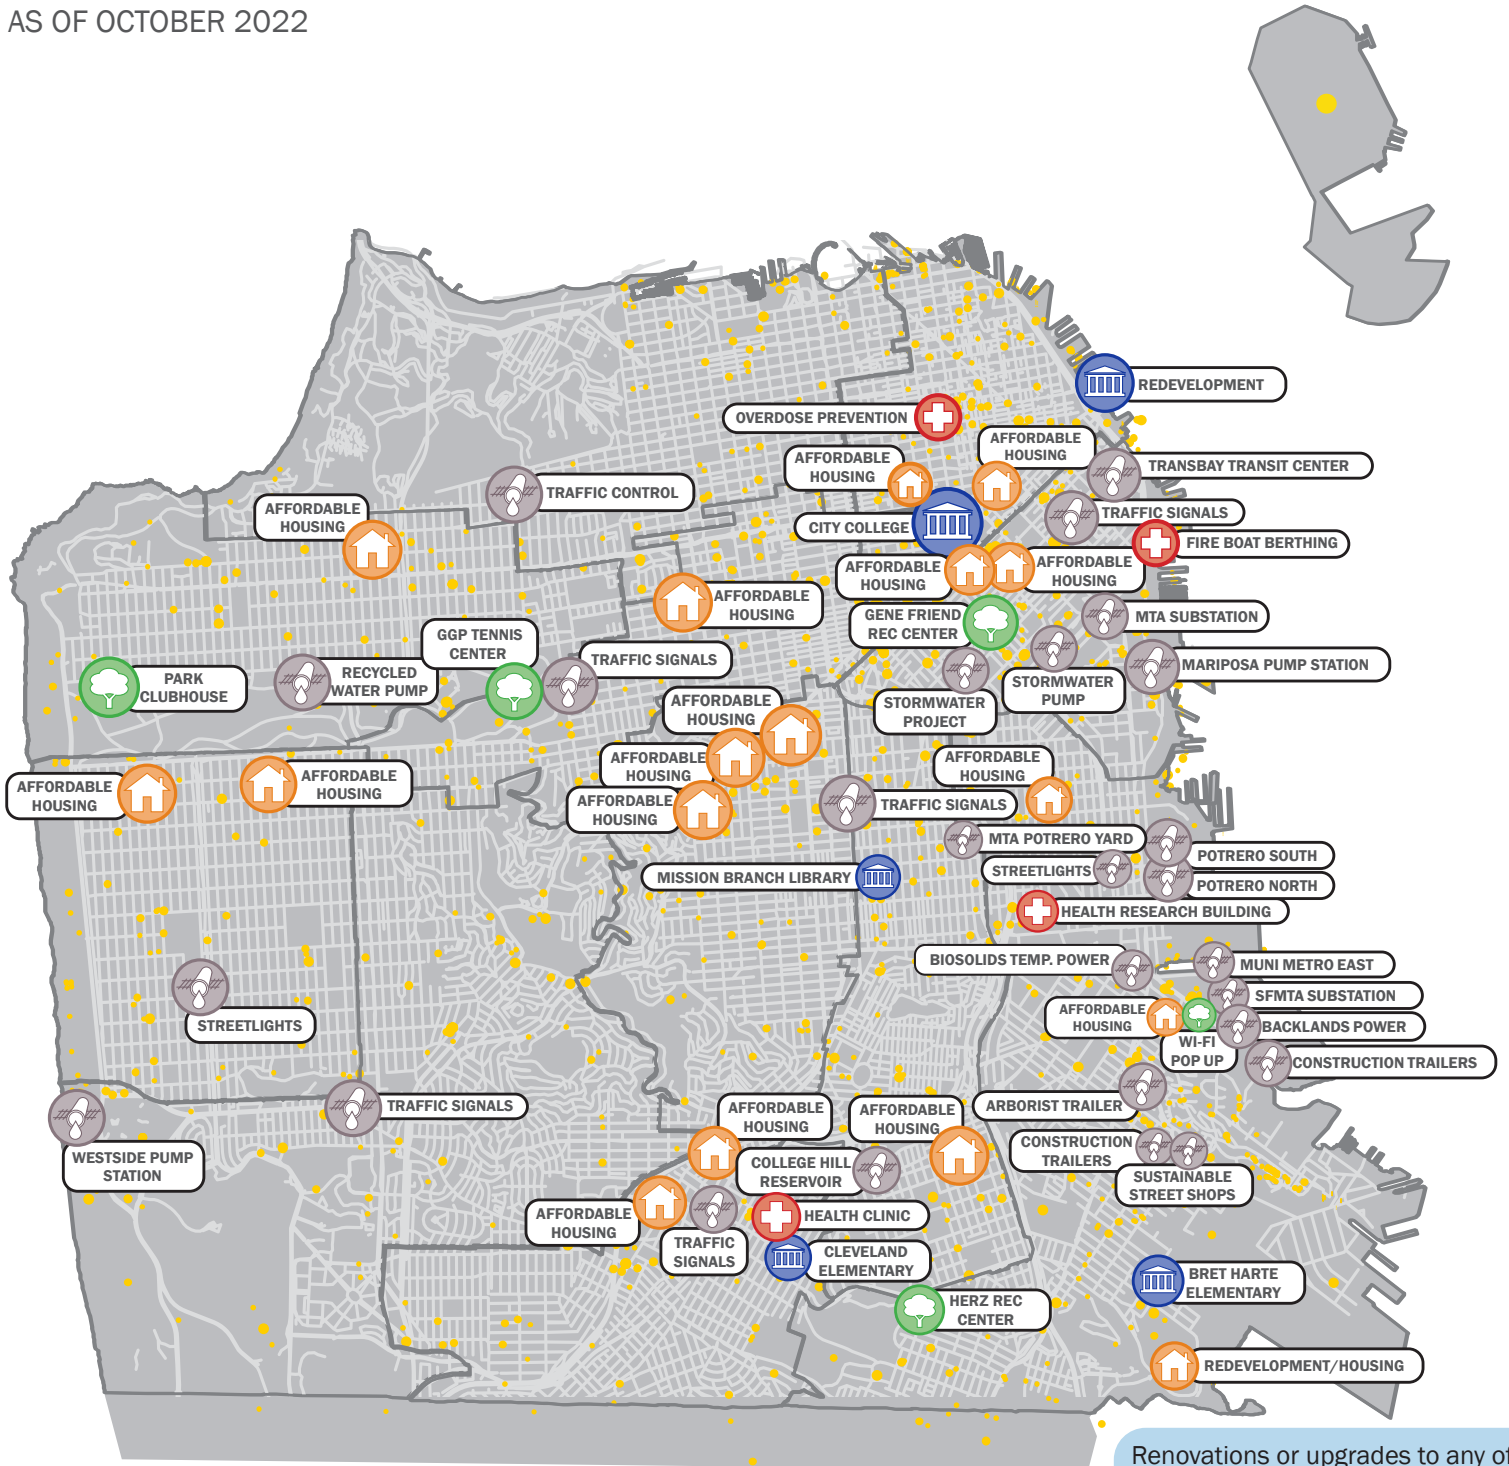 AS OF OCTOBER 2022
REDEVELOPMENT
OVERDOSE PREVENTION
AFFORDABLE
HOUSING
AFFORDABLE
HOUSING
TRANSBAY TRANSIT CENTER
TRAFFIC CONTROL
AFFORDABLE
HOUSING
TRAFFIC SIGNALS
CITY COLLEGE
FIRE BOAT BERTHING
AFFORDABLE
HOUSING
AFFORDABLE
HOUSING
AFFORDABLE
HOUSING
GENE FRIEND
REC CENTER
MTA SUBSTATION
GGP TENNIS
CENTER
TRAFFIC SIGNALS
MARIPOSA PUMP STATION
PARK
CLUBHOUSE
RECYCLED
WATER PUMP
STORMWATER
PUMP
STORMWATER
PROJECT
AFFORDABLE
HOUSING
AFFORDABLE
HOUSING
AFFORDABLE
HOUSING
AFFORDABLE
HOUSING
AFFORDABLE
HOUSING
AFFORDABLE
HOUSING
TRAFFIC SIGNALS
MTA POTRERO YARD
POTRERO SOUTH
STREETLIGHTS
MISSION BRANCH LIBRARY
POTRERO NORTH
HEALTH RESEARCH BUILDING
BIOSOLIDS TEMP. POWER
MUNI METRO EAST
SFMTA SUBSTATION
AFFORDABLE
HOUSING
STREETLIGHTS
BACKLANDS POWER
WI-FI
POP UP
CONSTRUCTION TRAILERS
TRAFFIC SIGNALS
ARBORIST TRAILER
AFFORDABLE
HOUSING
AFFORDABLE
HOUSING
CONSTRUCTION
TRAILERS
WESTSIDE PUMP
STATION
COLLEGE HILL
RESERVOIR
SUSTAINABLE
STREET SHOPS
AFFORDABLE
HOUSING
HEALTH CLINIC
TRAFFIC
SIGNALS
CLEVELAND
ELEMENTARY
BRET HARTE
ELEMENTARY
HERZ REC
CENTER
REDEVELOPMENT/HOUSING
Renovations or upgrades to any of